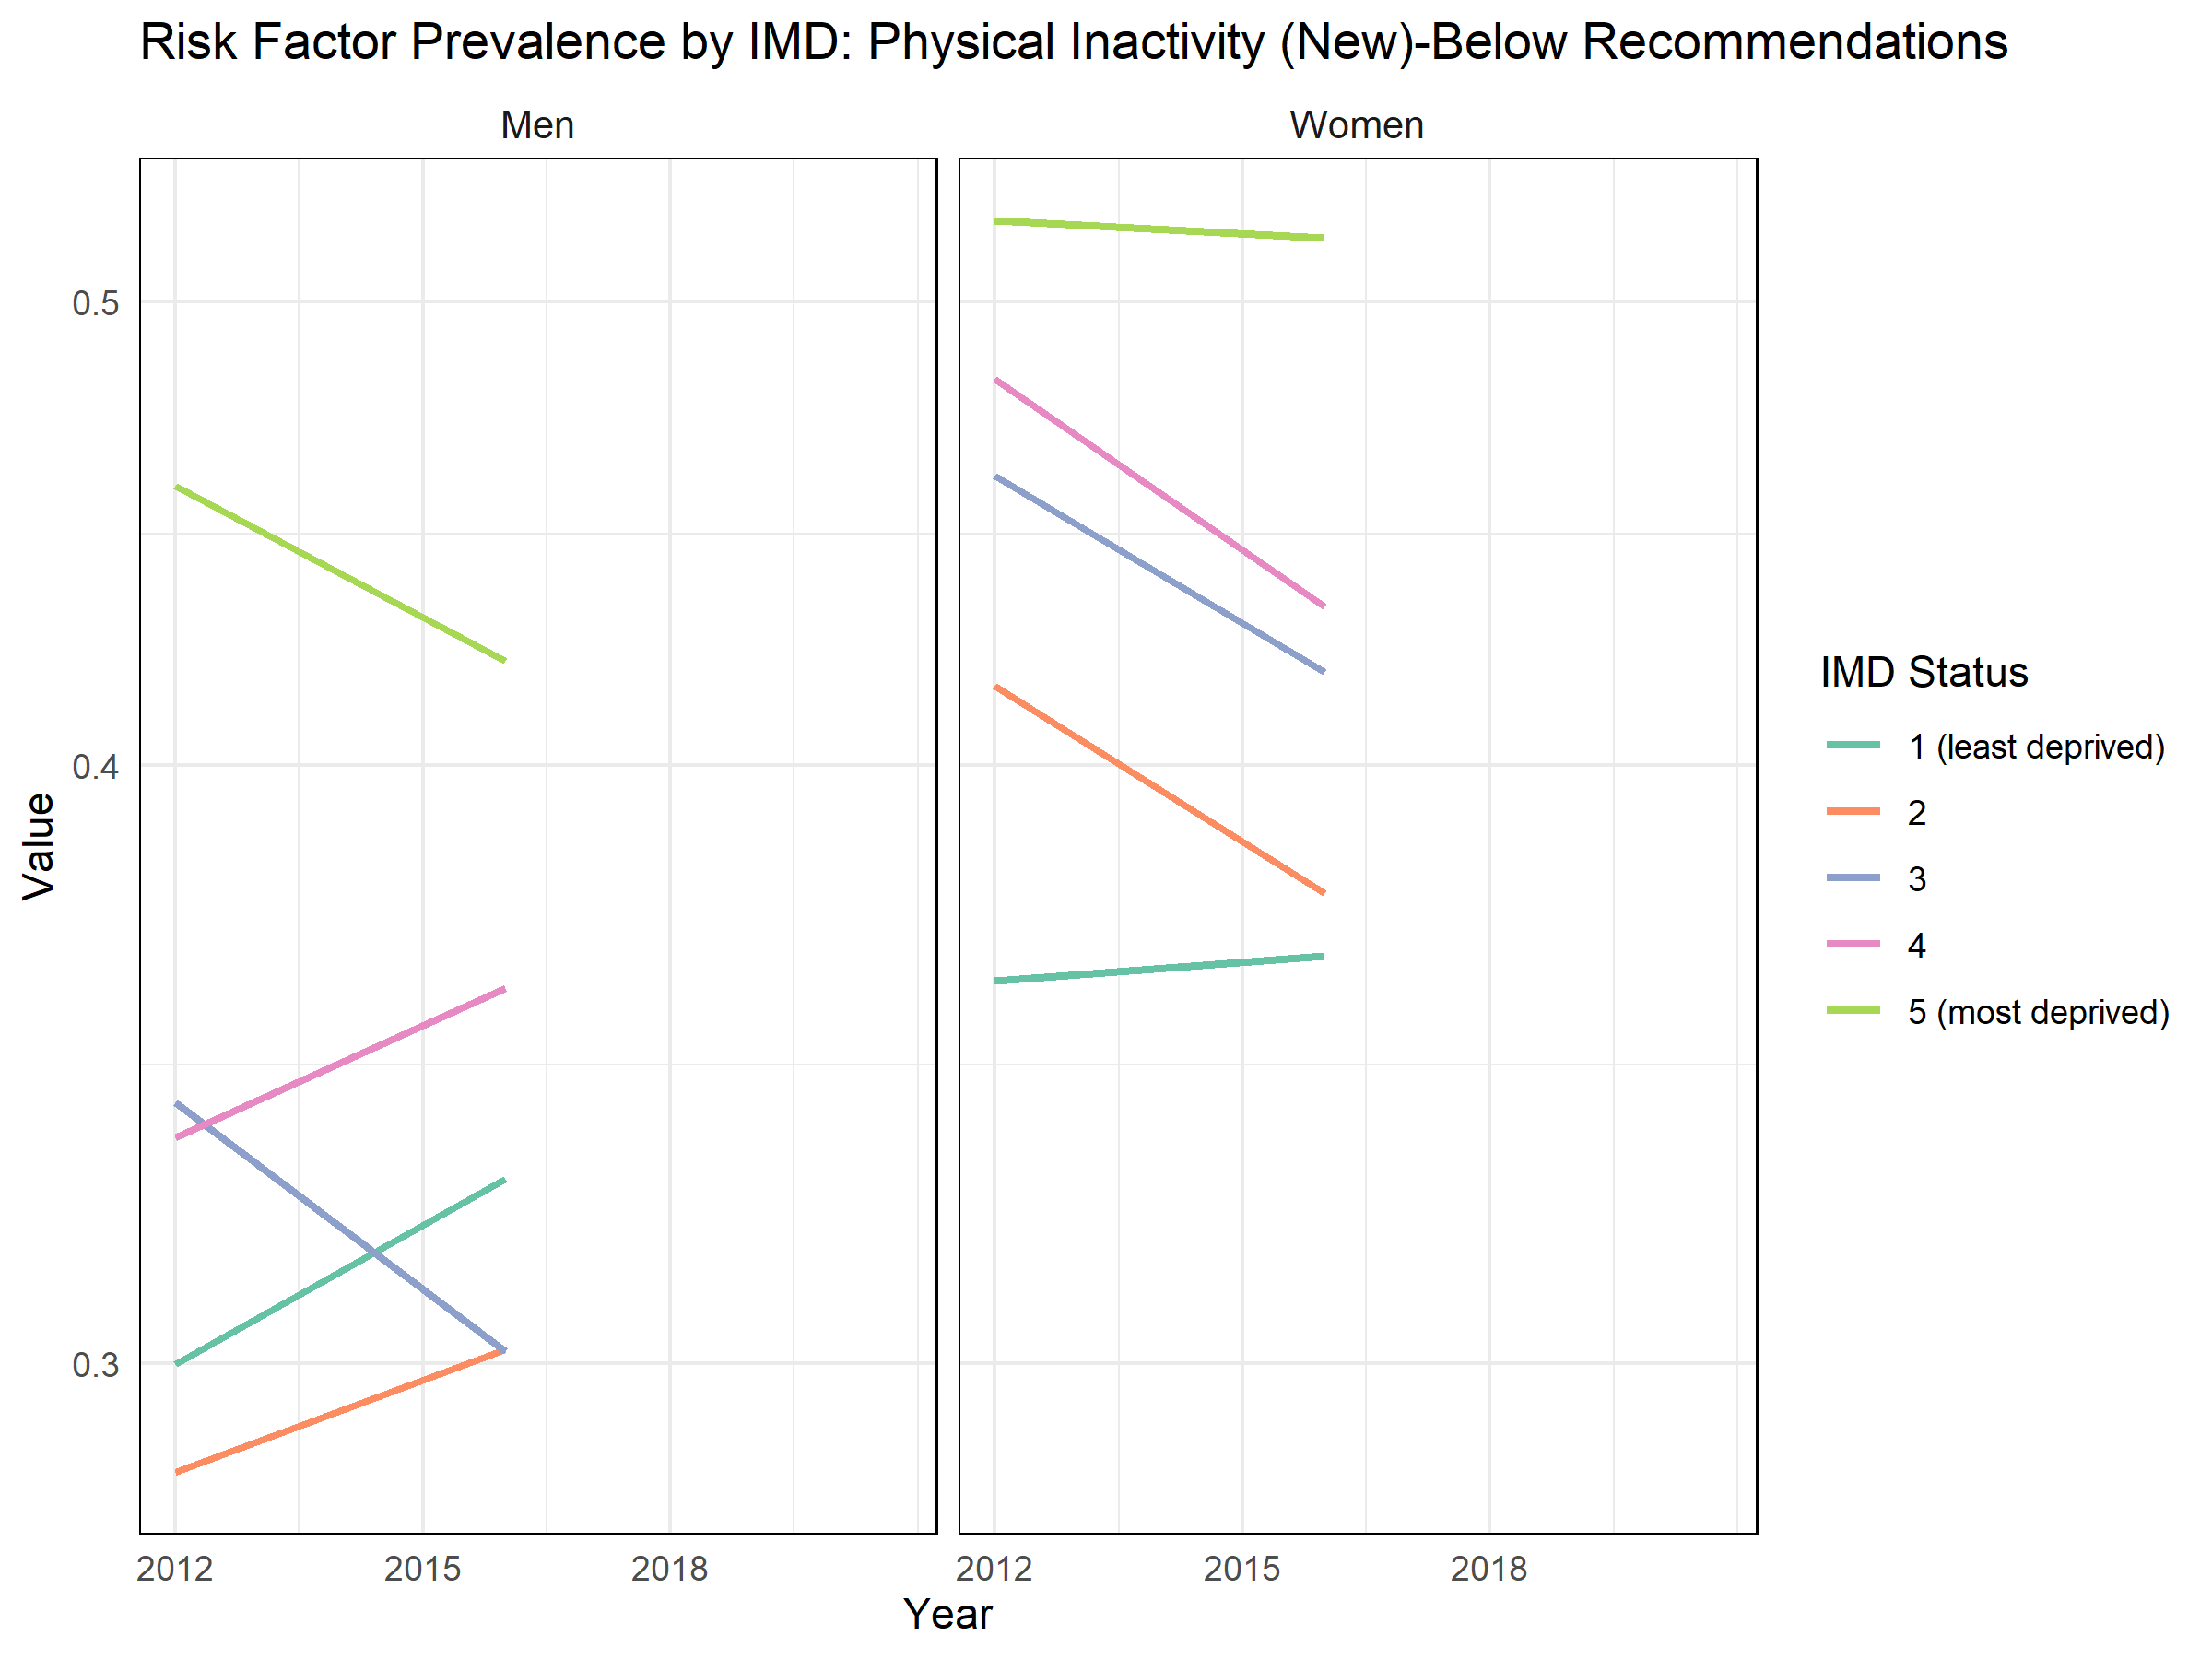 Risk Factor Prevalence by IMD: Physical Inactivity (New)-Below Recommendations
Men
Women
0.5
0.4
0.3
Value
2012
2015
2018
2012
2015
2018
Year
IMD Status
1 (least deprived)
2
3
4
5 (most deprived)